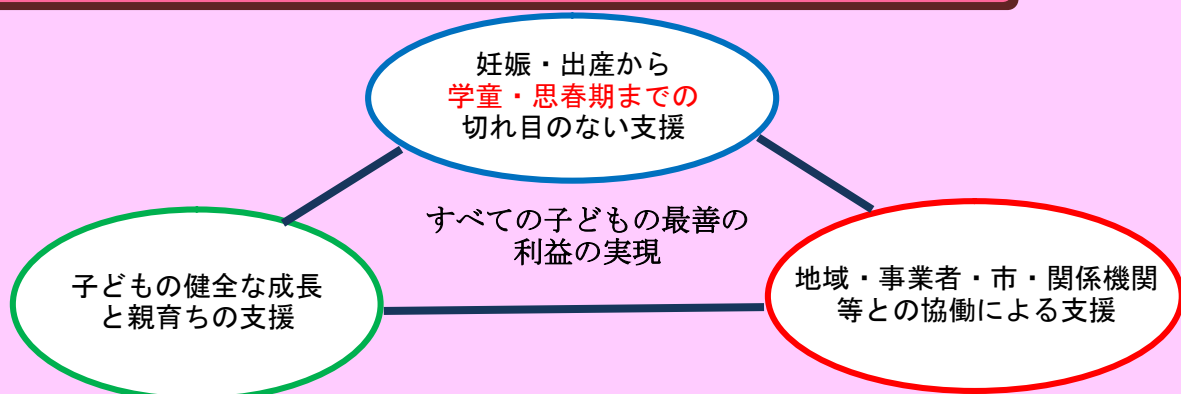 妊娠・出産から
学童・思春期までの
切れ目のない支援
すべての子どもの最善の
利益の実現
子どもの健全な成長
と親育ちの支援
地域・事業者・市・関係機関
等との協働による支援